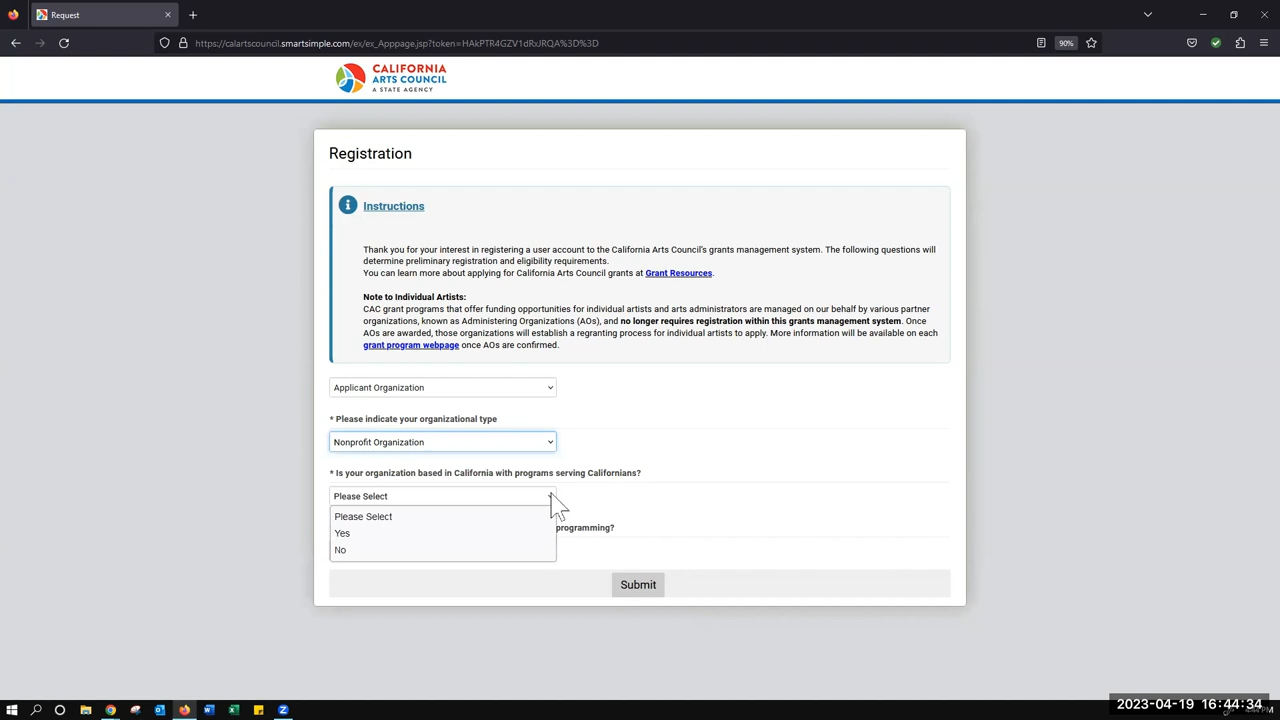 Request
https://calartscouncil.smartsimple.com/ex/ex_Apppage.jsp?token=HAkPTR4GZV1dRxJRQA%3D%3D
90%
CALIFORNIA
ARTS COUNCIL
A STATE AGENCY
Registration
Instructions
Thank you for your interest in registering a user account to the California Arts Council's grants management system. The following questions will
determine preliminary registration and eligibility requirements.
You can learn more about applying for California Arts Council grants at Grant Resources.
Note to Individual Artists:
CAC grant programs that offer funding opportunities for individual artists and arts administrators are managed on our behalf by various partner
organizations, known as Administering Organizations (AOs), and no longer requires registration within this grants management system. Once
AOs are awarded, those organizations will establish a regranting process for individual artists to apply. More information will be available on each
grant program webpage once AOs are confirmed.
Applicant Organization
* Please indicate your organizational type
Nonprofit Organization
* Is your organization based in California with programs serving Californians?
Please Select
Please Select
programming?
Yes
No
Submit
2023-04-19 16:44:34